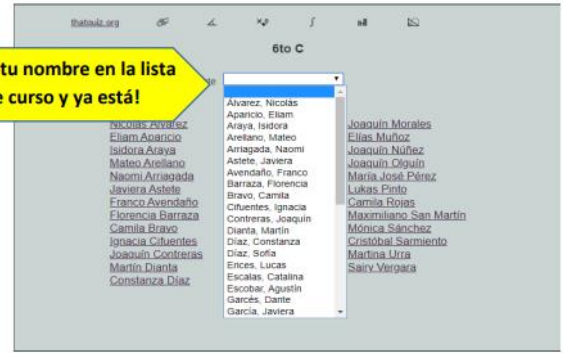 thatquiz.org
6to C
tu nombre en la lista
e curso y ya está!
te
Álvarez, Nicolás
Aparicio, Eliam
Araya, Isidora
Arellano, Mateo
Arriagada, Naomi
Astete, Javiera
Avendaño, Franco
Barraza, Florencia
Bravo, Camila
Cifuentes, Ignacia
Contreras, Joaquín
Dianta, Martín
Díaz, Constanza
Díaz, Sofía
Erices, Lucas
Escalas, Catalina
Escobar, Agustín
Garcés, Dante
García, Javiera
Nicolás Álvarez
Eliam Aparicio
Isidora Araya
Mateo Arellano
Naomi Arriagada
Javiera Astete
Franco Avendaño
Florencia Barraza
Camila Bravo
Ignacia Cifuentes
Joaquín Contreras
Martín Dianta
Constanza Díaz
Joaquín Morales
Elías Muñoz
Joaquín Núñez
Joaquín Olguín
María José Pérez
Lukas Pinto
Camila Rojas
Maximiliano San Martín
Mónica Sánchez
Cristóbal Sarmiento
Martina Urra
Sairy Vergara